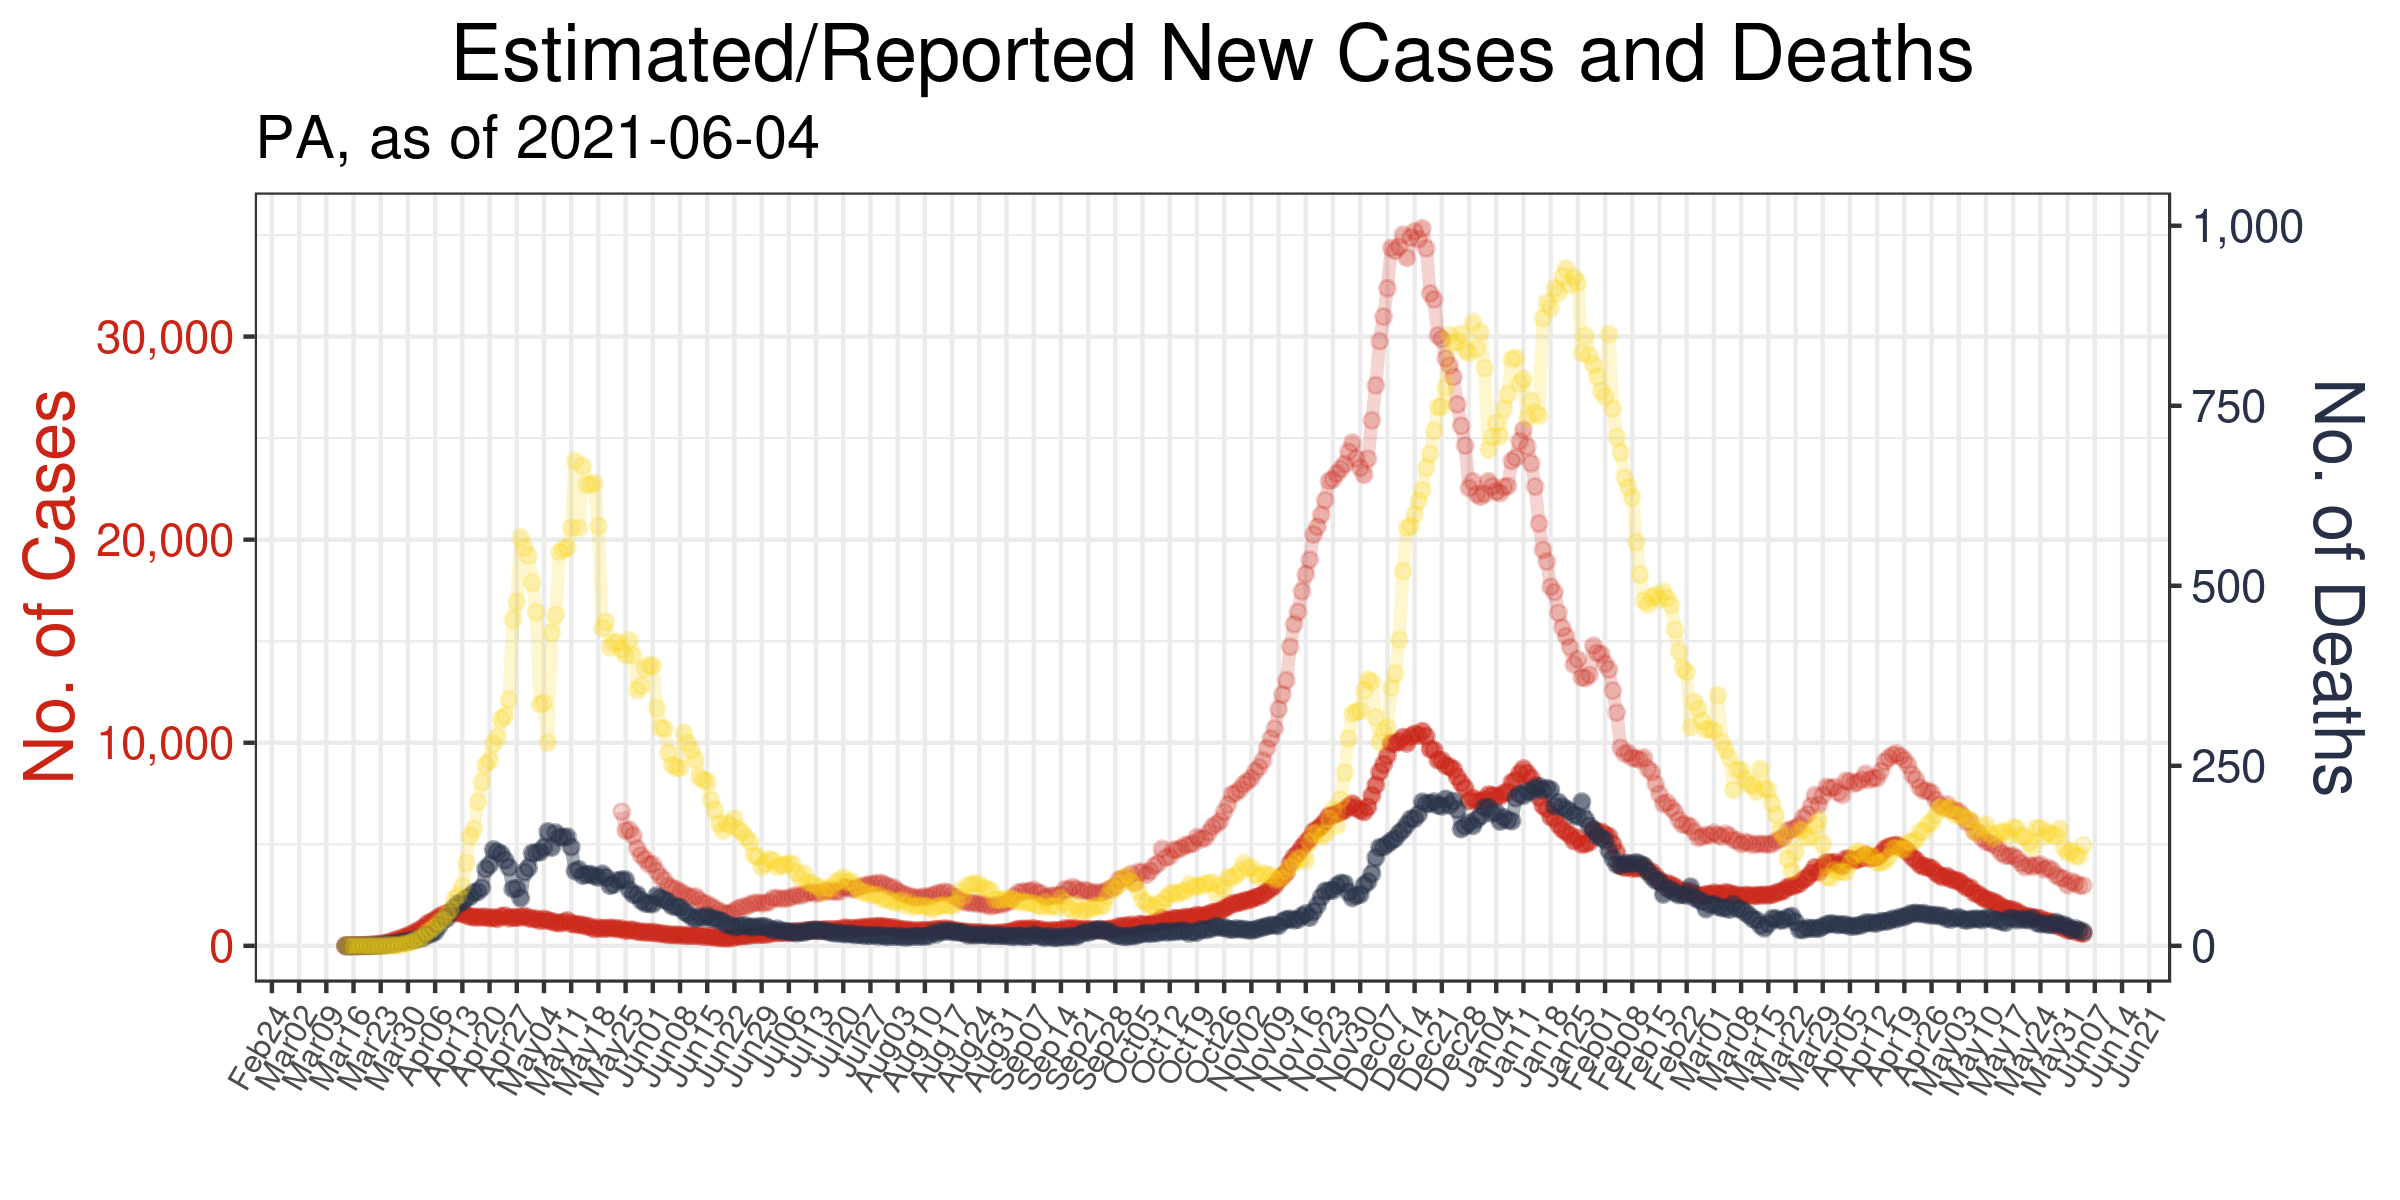 Estimated/Reported New Cases and Deaths
PA, as of 2021-06-04
No. of Cases
30,000
20,000
10,000
0
1,000
750
500
250
0
No. of Deaths
Feb24
Mar02
Mar09
Mar16
Mar23
Mar30
Apr06
Apr13
Apr20
Apr27
May04
May11
May18
May25
Jun01
Jun08
Jun15
Jun22
Jun29
Jul06
Jul13
Jul20
Jul27
Aug03
Aug10
Aug17
Aug24
Aug31
Sep07
Sep14
Sep21
Sep28
Oct05
Oct12
Oct19
Oct26
Nov02
Nov09
Nov16
Nov23
Nov30
Dec07
Dec14
Dec21
Dec28
Jan04
Jan11
Jan18
Jan25
Feb01
Feb08
Feb15
Feb22
Mar01
Mar08
Mar15
Mar22
Mar29
Apr05
Apr12
Apr19
Apr26
May03
May10
May17
May24
May31
Jun07
Jun14
Jun21